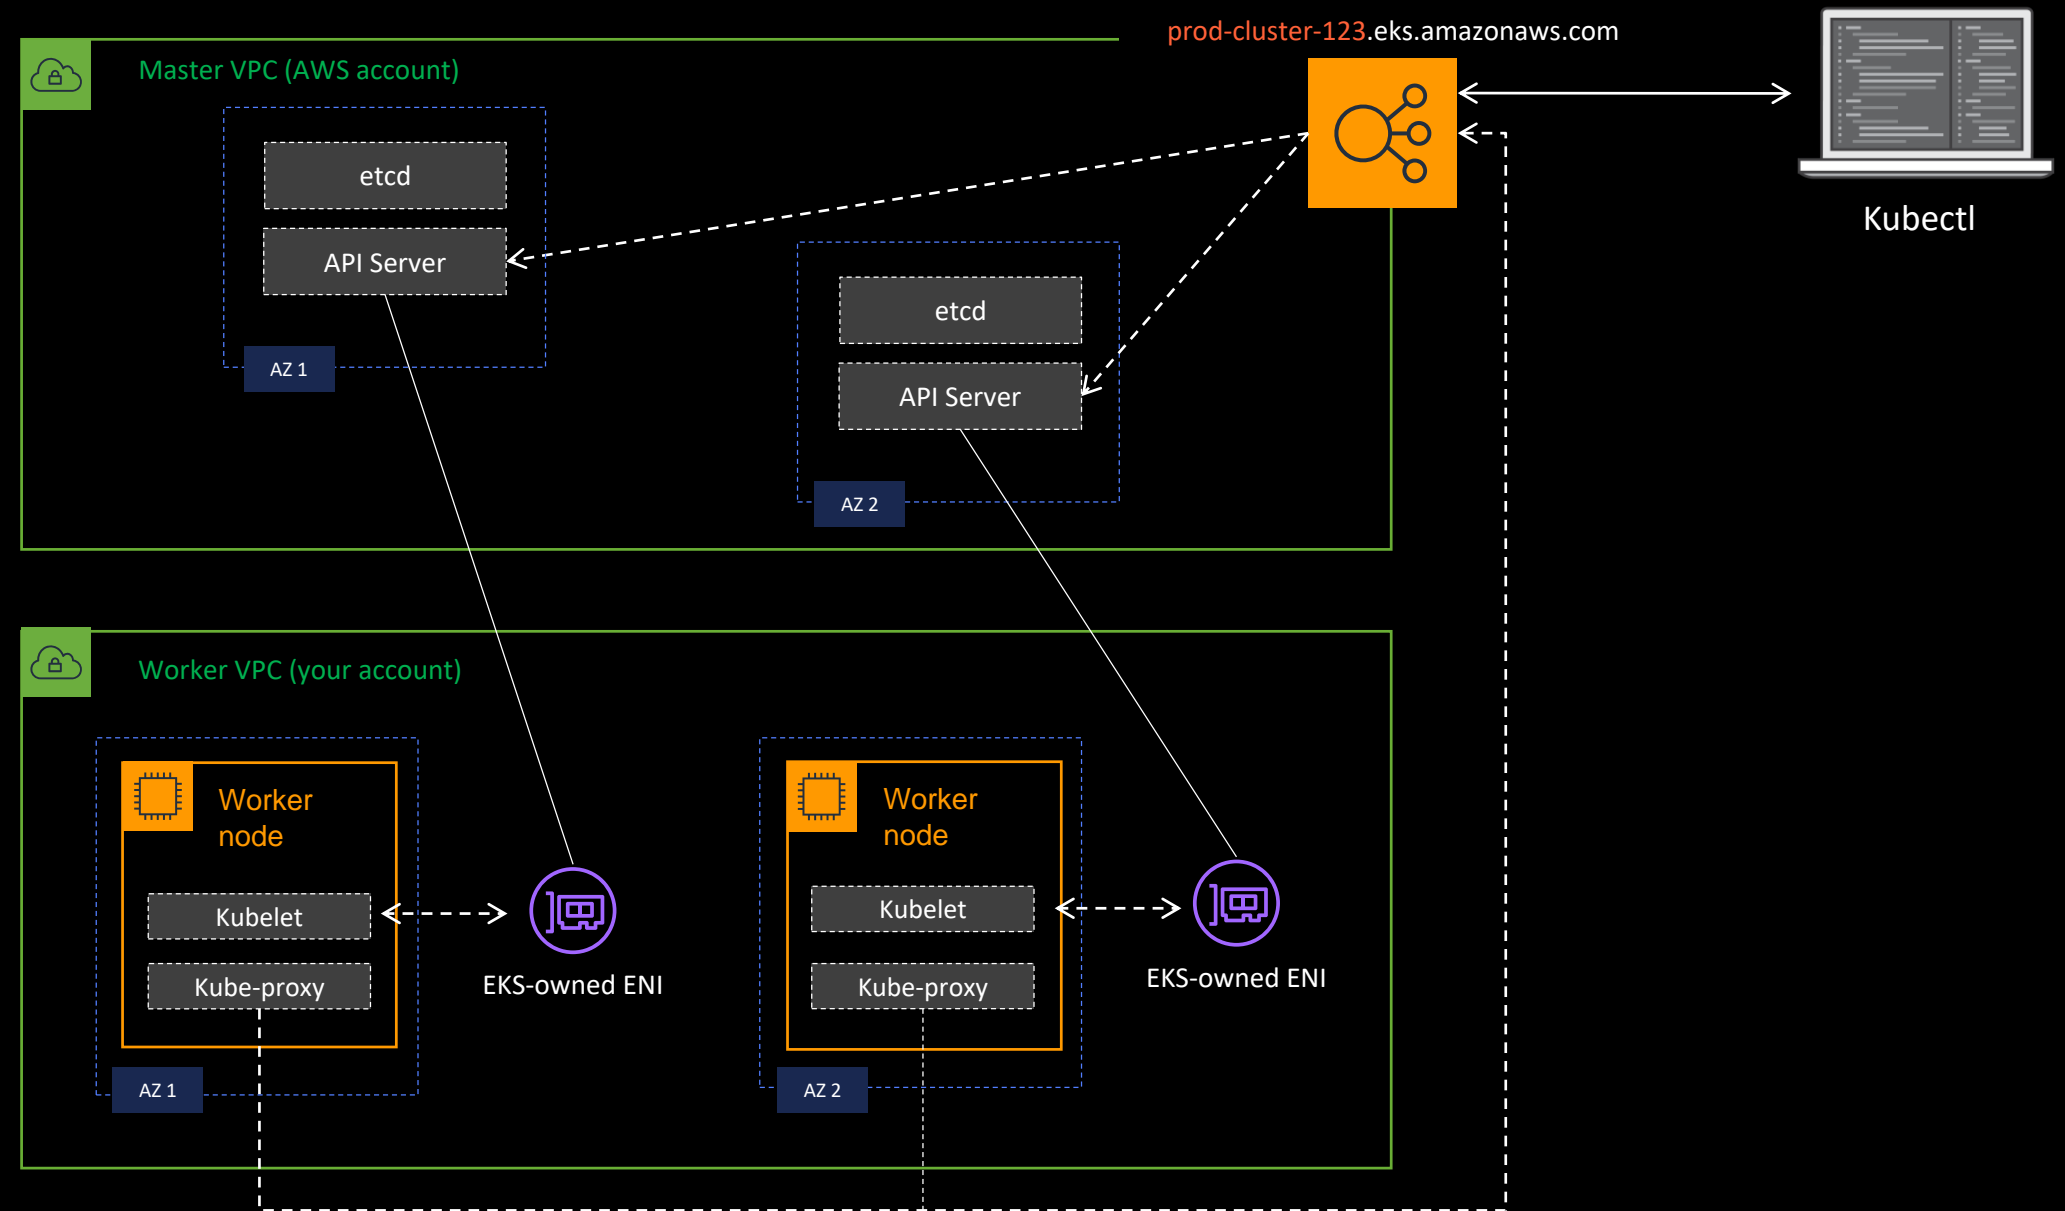 prod-cluster-123.eks.amazonaws.com
Master VPC (AWS account)
etcd
API Server
AZ 1
etcd
API Server
AZ 2
Kubectl
Worker VPC (your account)
Worker
node
Kubelet
Kube-proxy
AZ 1
EKS-owned ENI
Worker
node
Kubelet
Kube-proxy
AZ 2
EKS-owned ENI